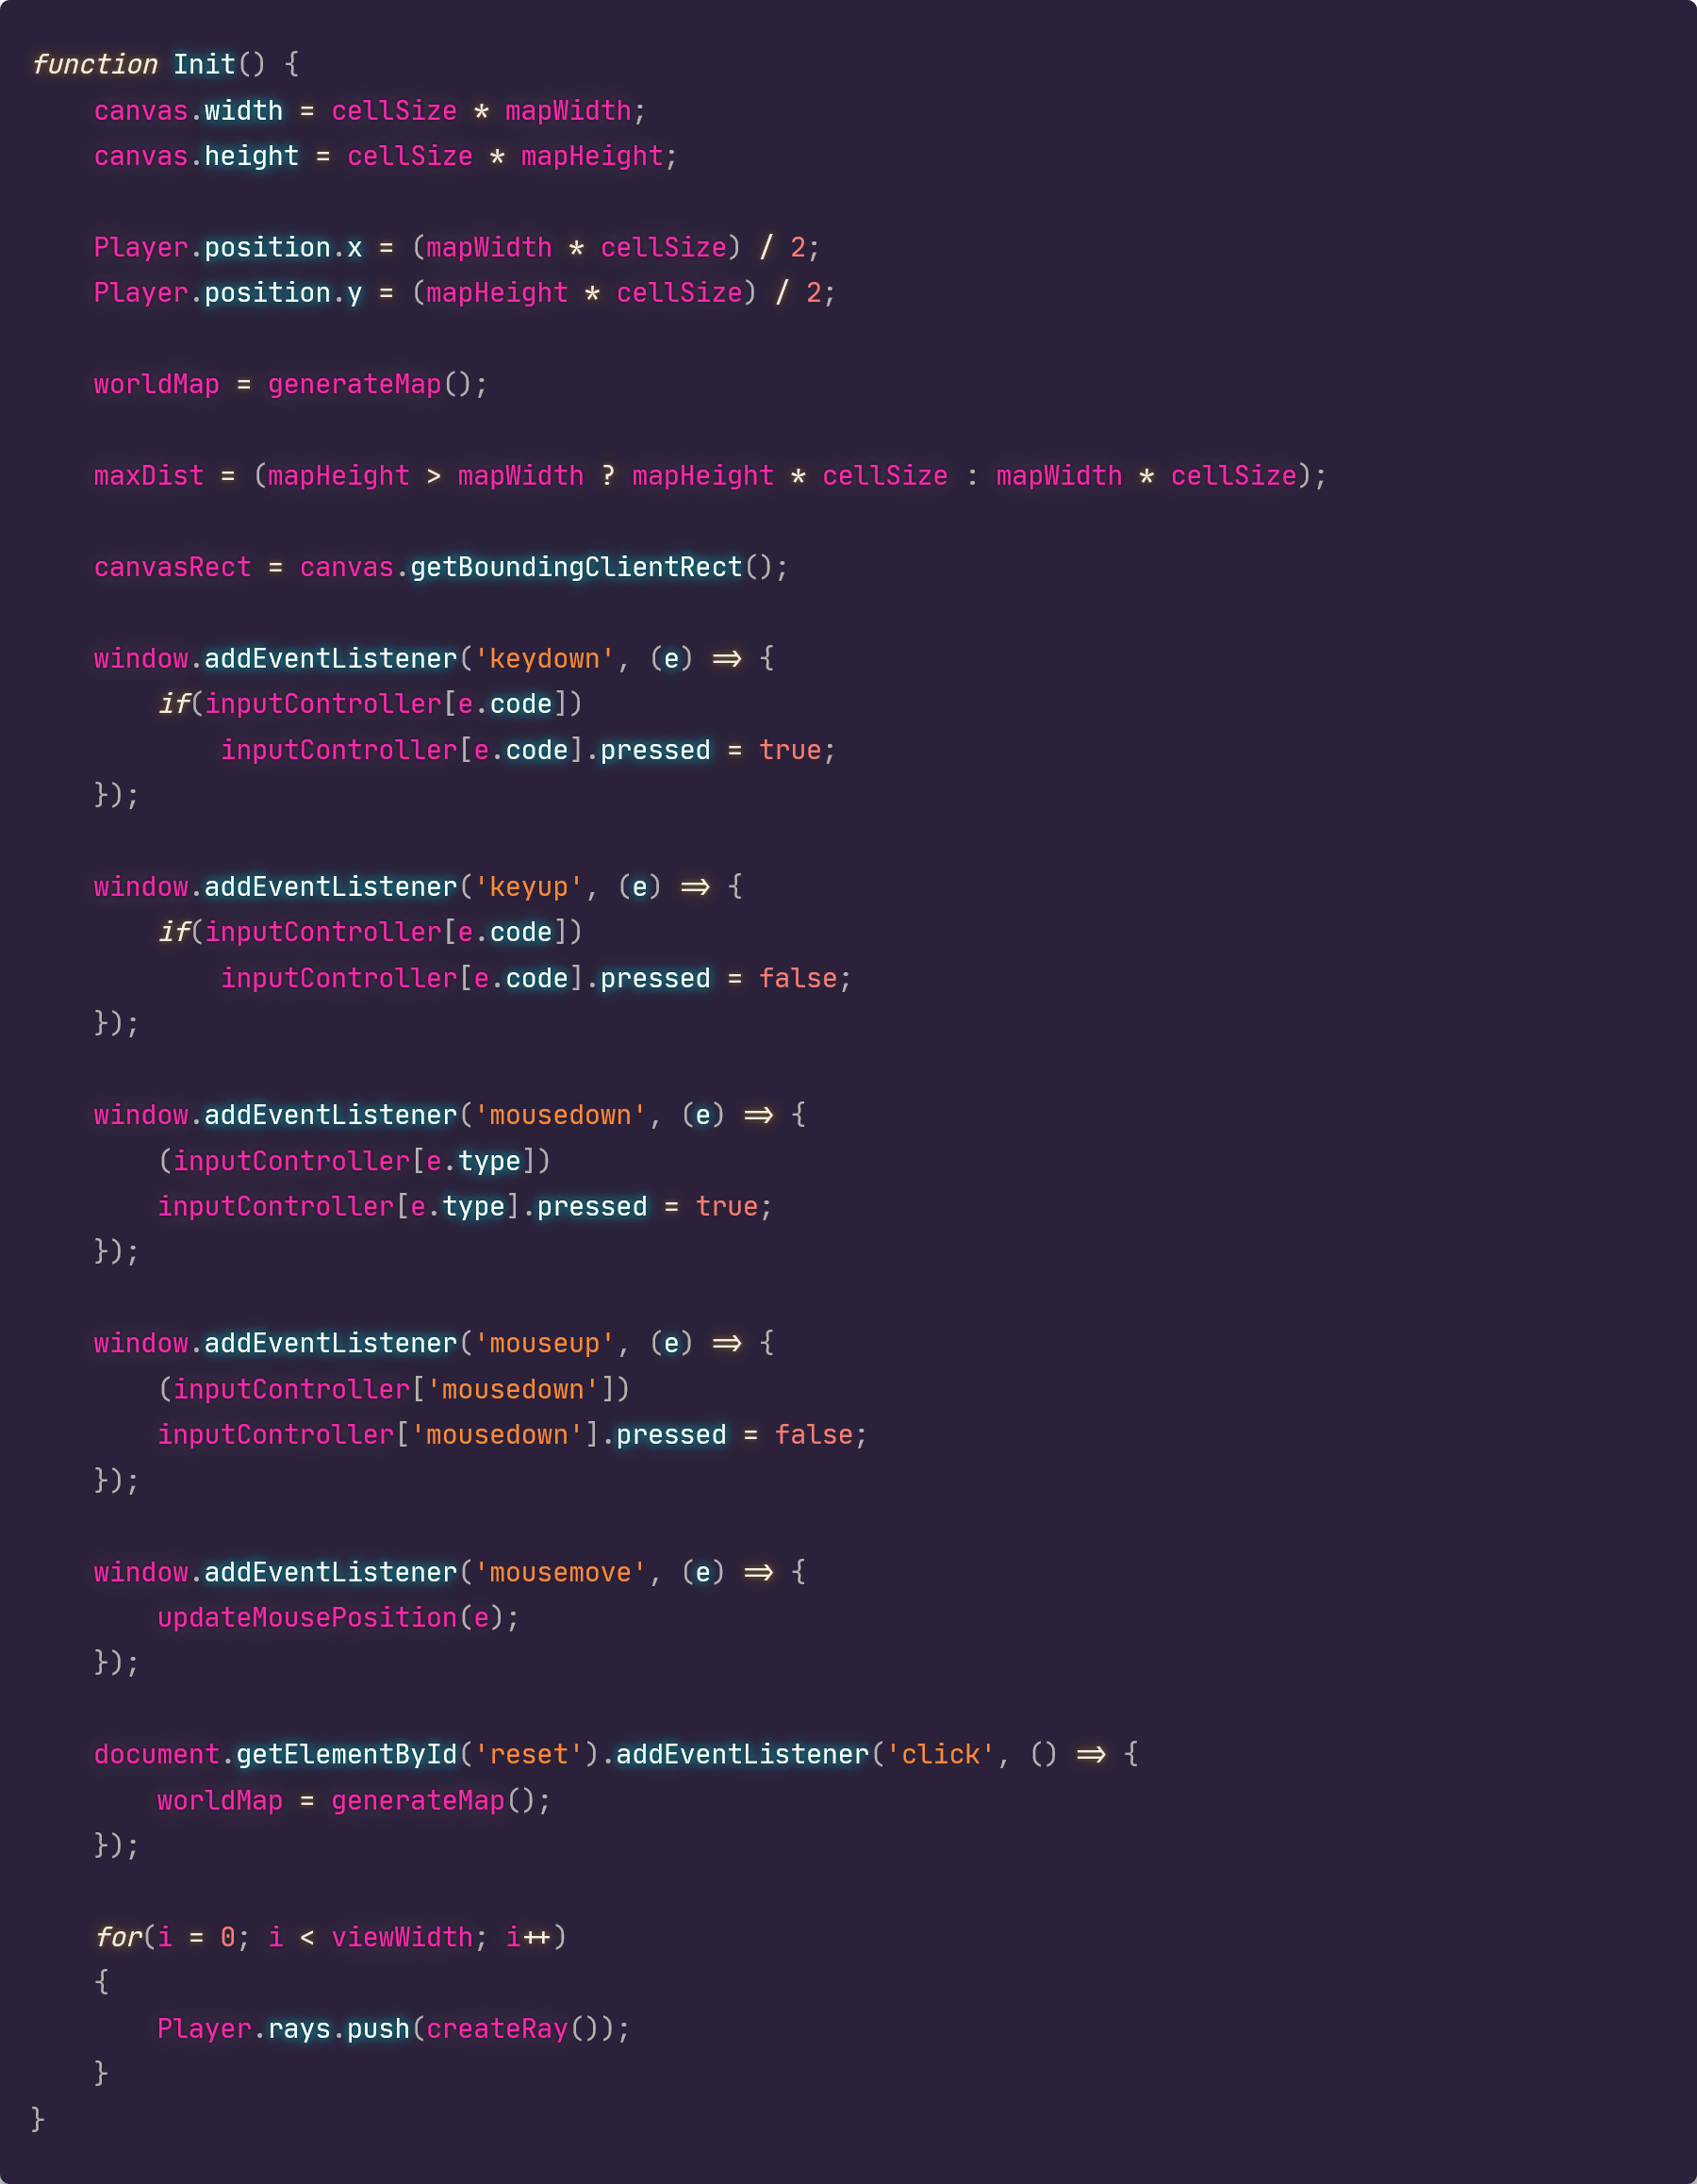 function Init() {
    canvas.width = cellSize * mapWidth;
    canvas.height = cellSize * mapHeight;

    Player.position.x = (mapWidth * cellSize) / 2;
    Player.position.y = (mapHeight * cellSize) / 2;

    worldMap = generateMap();

    maxDist = (mapHeight > mapWidth ? mapHeight * cellSize : mapWidth * cellSize);

    canvasRect = canvas.getBoundingClientRect();

    window.addEventListener('keydown', (e) => {
        if(inputController[e.code])
            inputController[e.code].pressed = true;
    });

    window.addEventListener('keyup', (e) => {
        if(inputController[e.code])
            inputController[e.code].pressed = false;
    });

    window.addEventListener('mousedown', (e) => {
        (inputController[e.type])
        inputController[e.type].pressed = true;
    });

    window.addEventListener('mouseup', (e) => {
        (inputController['mousedown'])
        inputController['mousedown'].pressed = false;
    });

    window.addEventListener('mousemove', (e) => {
        updateMousePosition(e);
    });

    document.getElementById('reset').addEventListener('click', () => {
        worldMap = generateMap();
    });

    for(i = 0; i < viewWidth; i++)
    {
        Player.rays.push(createRay());
    }
}